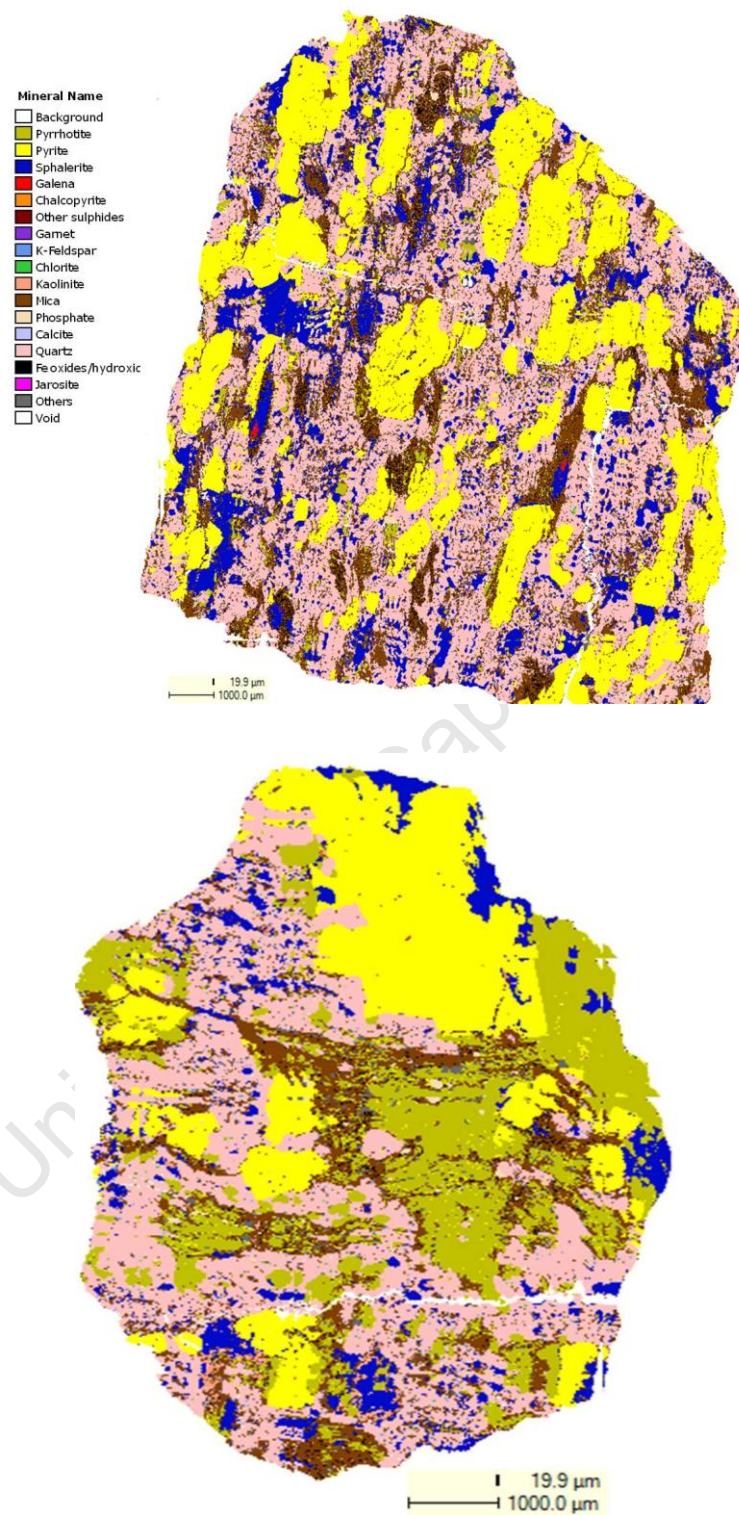 Mineral Name
Background
Pyrrhotite
Pyrite
Sphalerite
Galena
Chalcopyrite
Other sulphides
Garnet
K-Feldspar
Chlorite
Kaolinite
Mica
Phosphate
Calcite
Quartz
Fe oxides/hydroxic
Jarosite
Others
Void
19.9 µm
1000.0 µm
19.9 µm
1000.0 µm